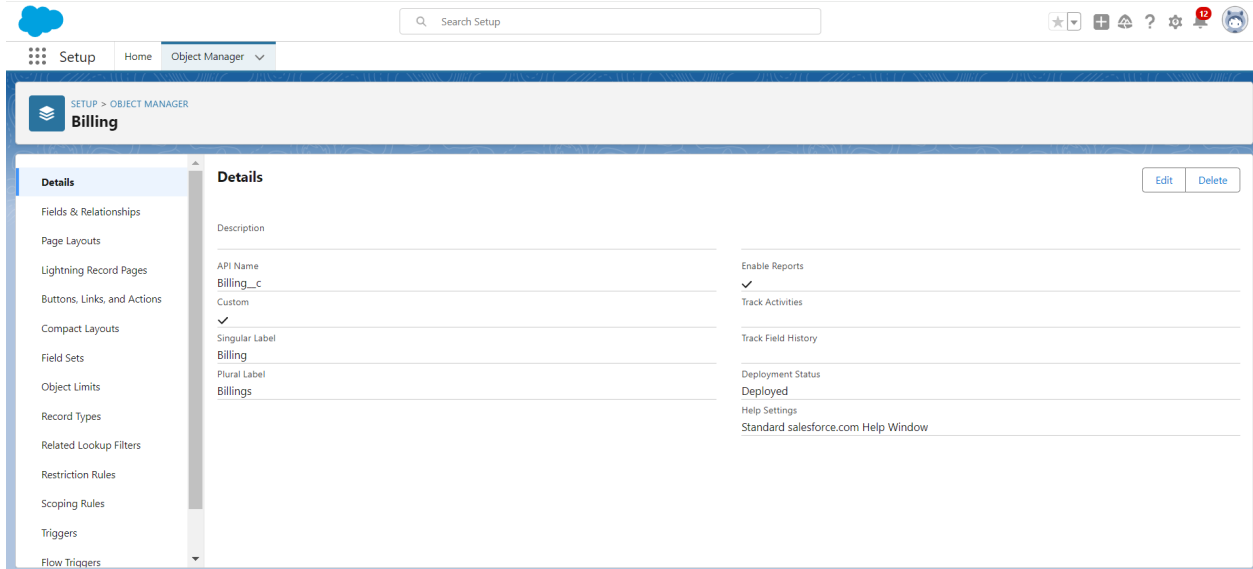 Search Setup
12
Setup
Home
Object Manager
SETUP > OBJECT MANAGER
Billing
Details
Fields & Relationships
Page Layouts
Lightning Record Pages
Buttons, Links, and Actions
Compact Layouts
Field Sets
Object Limits
Record Types
Related Lookup Filters
Restriction Rules
Scoping Rules
Triggers
Flow Triggers
Details
Edit
Delete
Description
API Name
Billing__c
Custom
Singular Label
Billing
Plural Label
Billings
Enable Reports
Track Activities
Track Field History
Deployment Status
Deployed
Help Settings
Standard salesforce.com Help Window